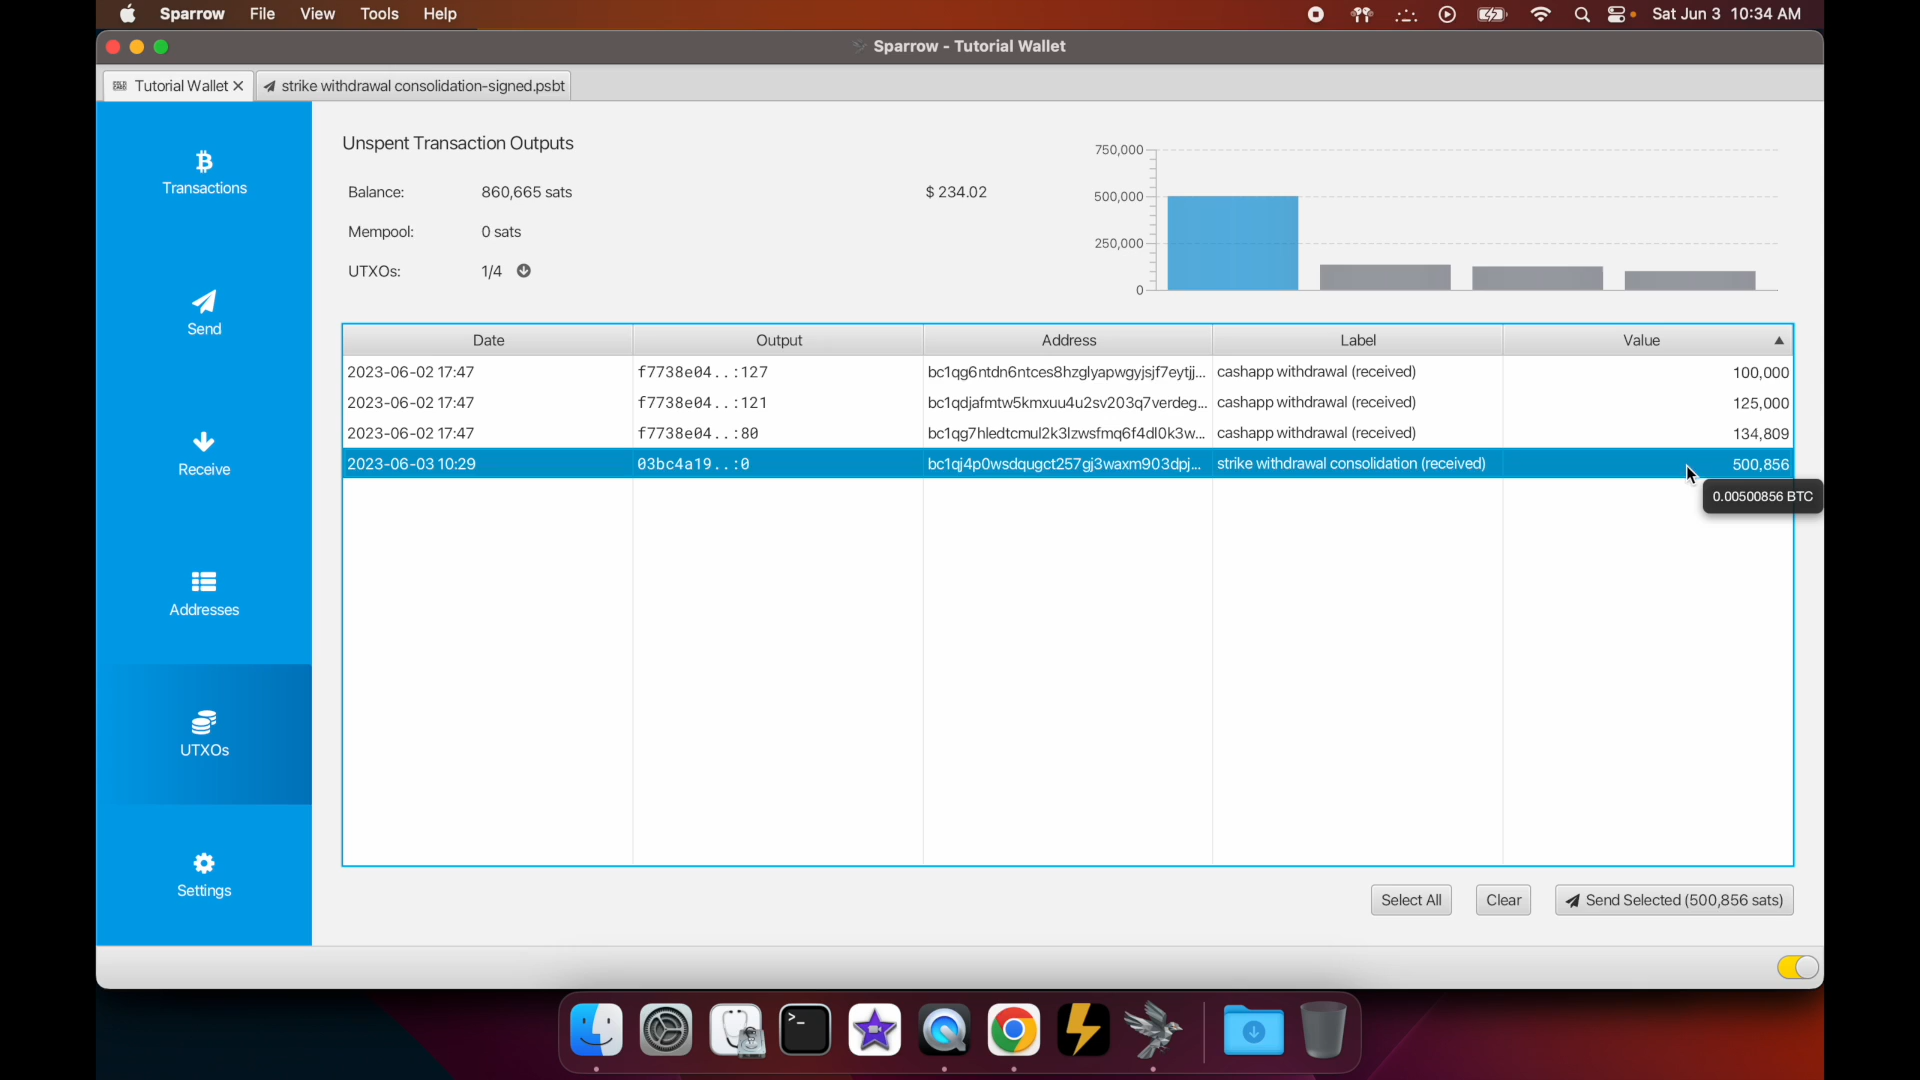 Sparrow File View Tools Help Sat Jun 3 10:34 AM
Sparrow - Tutorial Wallet
Tutorial Wallet strike withdrawal consolidation-signed.psbt
Transactions
Send
Receive
Addresses
UTXOs
Settings
Unspent Transaction Outputs
Balance: 860,665 sats $ 234.02
Mempool: 0 sats
UTXOs: 1/4
750,000
500,000
250,000
0
Date Output Address Label Value
2023-06-02 17:47 f7738e04..:127 bc1qg6ntdn6ntces8hzglyapwgyjsjf7eytjj... cashapp withdrawal (received) 100,000
2023-06-02 17:47 f7738e04..:121 bc1qdjafmtw5kmxuu4u2sv203q7verdeg... cashapp withdrawal (received) 125,000
2023-06-02 17:47 f7738e04..:80 bc1qg7hledtcmul2k3lzwsfmq6f4dl0k3w... cashapp withdrawal (received) 134,809
2023-06-03 10:29 03bc4a19..:0 bc1qj4p0wsdqugct257gj3waxm903dpj... strike withdrawal consolidation (received) 500,856
0.00500856 BTC
Select All Clear Send Selected (500,856 sats)